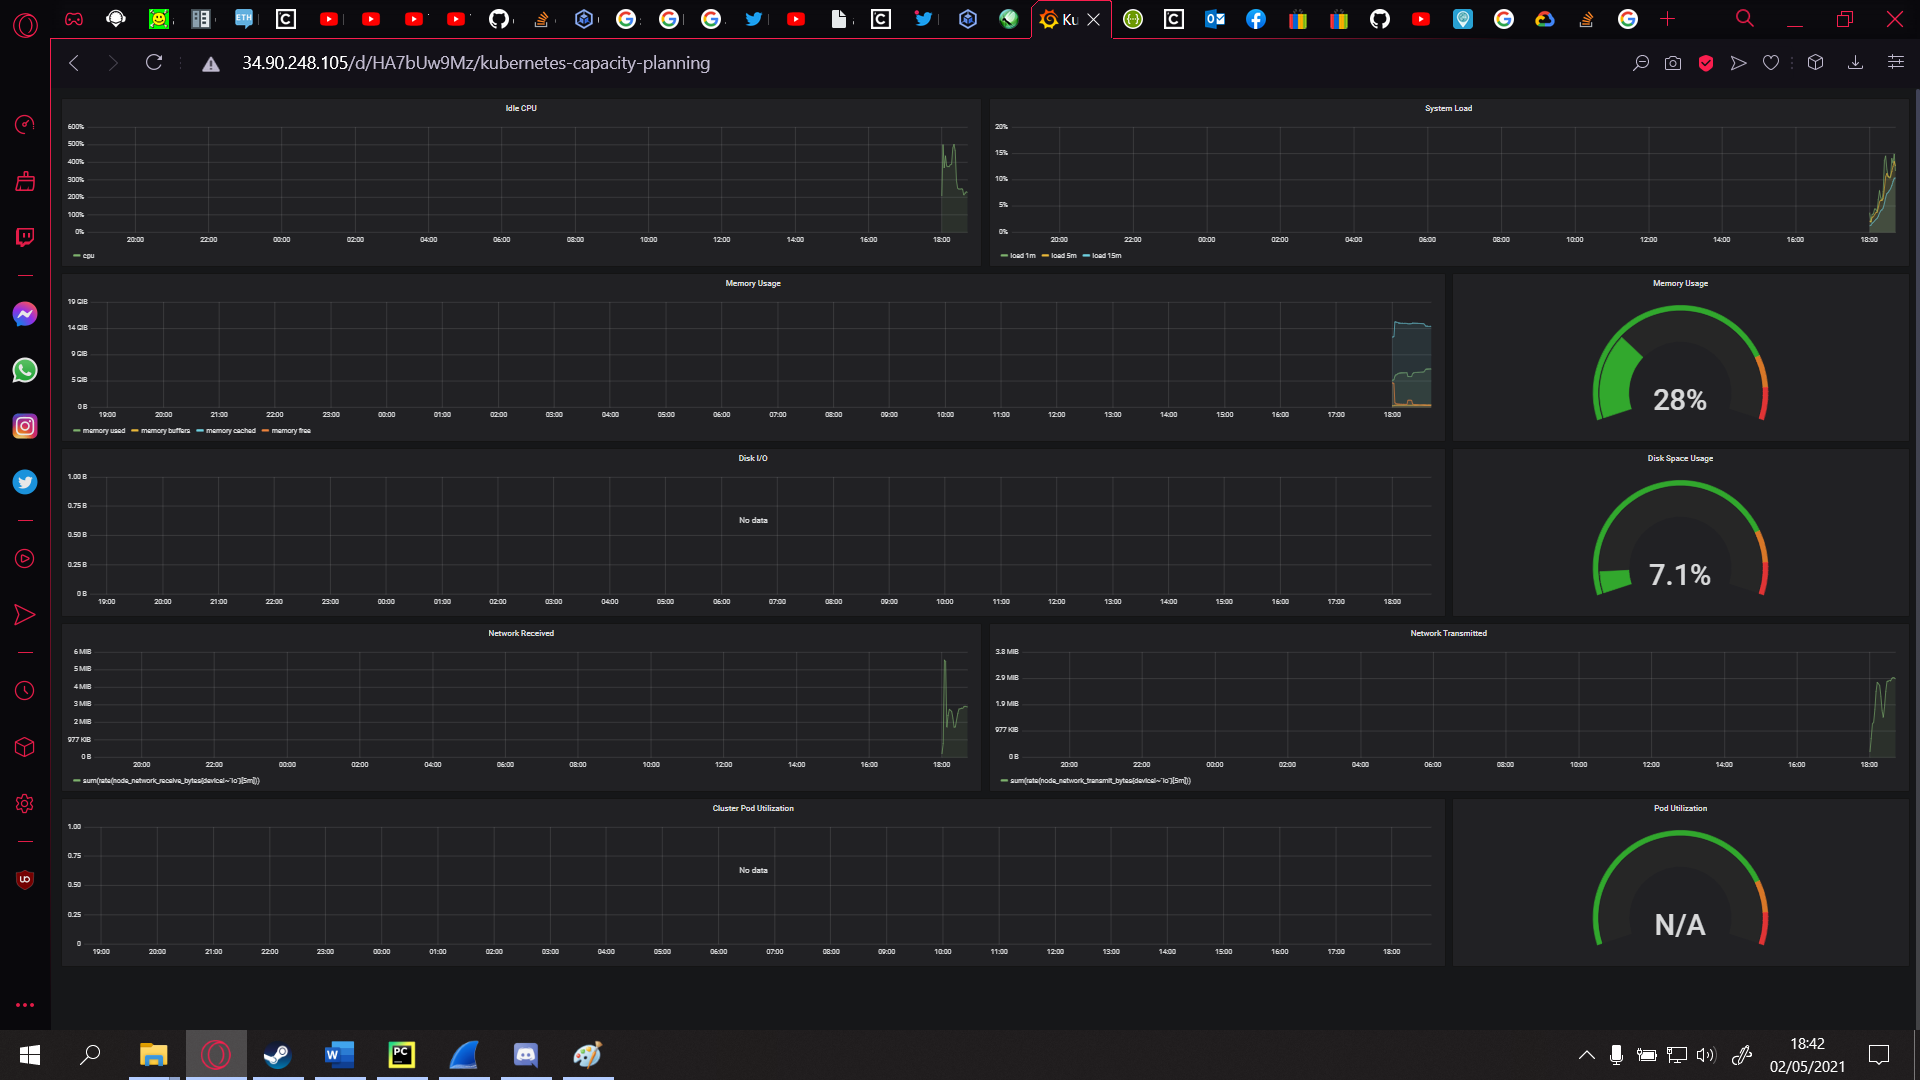 Ku
34.90.248.105/d/HA7bUw9Mz/kubernetes-capacity-planning
Idle CPU
600%
500%
400%
300%
200%
100%
0%
20:00 22:00 00:00 02:00 04:00 06:00 08:00 10:00 12:00 14:00 16:00 18:00
cpu
System Load
20%
15%
10%
5%
0%
20:00 22:00 00:00 02:00 04:00 06:00 08:00 10:00 12:00 14:00 16:00 18:00
load 1m load 5m load 15m
Memory Usage
19 GiB
14 GiB
9 GiB
5 GiB
0 B
19:00 20:00 21:00 22:00 23:00 00:00 01:00 02:00 03:00 04:00 05:00 06:00 07:00 08:00 09:00 10:00 11:00 12:00 13:00 14:00 15:00 16:00 17:00 18:00
memory used memory buffers memory cached memory free
Memory Usage
28%
Disk I/O
1.00 B
0.75 B
0.50 B
0.25 B
0 B
No data
19:00 20:00 21:00 22:00 23:00 00:00 01:00 02:00 03:00 04:00 05:00 06:00 07:00 08:00 09:00 10:00 11:00 12:00 13:00 14:00 15:00 16:00 17:00 18:00
Disk Space Usage
7.1%
Network Received
6 MiB
5 MiB
4 MiB
3 MiB
2 MiB
977 KiB
0 B
20:00 22:00 00:00 02:00 04:00 06:00 08:00 10:00 12:00 14:00 16:00 18:00
sum(rate(node_network_receive_bytes{device!~"lo"}[5m]))
Network Transmitted
3.8 MiB
2.9 MiB
1.9 MiB
977 KiB
0 B
20:00 22:00 00:00 02:00 04:00 06:00 08:00 10:00 12:00 14:00 16:00 18:00
sum(rate(node_network_transmit_bytes{device!~"lo"}[5m]))
Cluster Pod Utilization
1.00
0.75
0.50
0.25
0
No data
19:00 20:00 21:00 22:00 23:00 00:00 01:00 02:00 03:00 04:00 05:00 06:00 07:00 08:00 09:00 10:00 11:00 12:00 13:00 14:00 15:00 16:00 17:00 18:00
Pod Utilization
N/A
18:42
02/05/2021